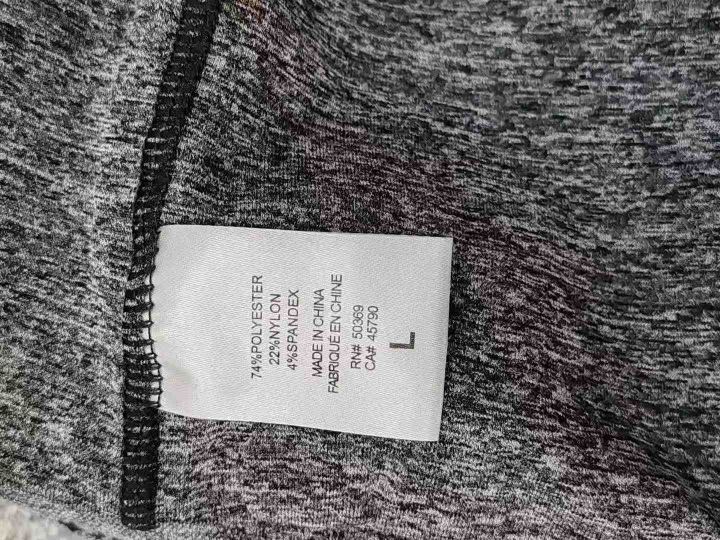 74%POLYESTER
22%NYLON
4%SPANDEX
MADE IN CHINA
FABRIQUÉ EN CHINE
RN# 50369
CA# 45790
L